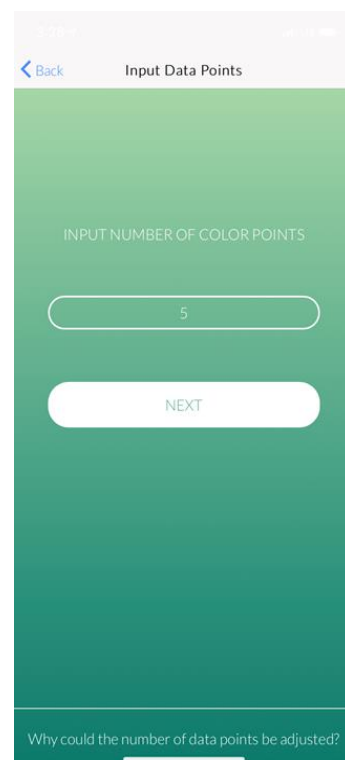 Back
Input Data Points
INPUT NUMBER OF COLOR POINTS
5
NEXT
Why could the number of data points be adjusted?